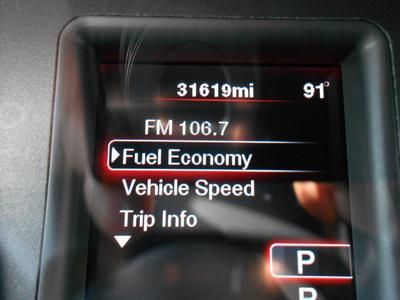 31619mi 91°
FM 106.7
Fuel Economy
Vehicle Speed
Trip Info
P